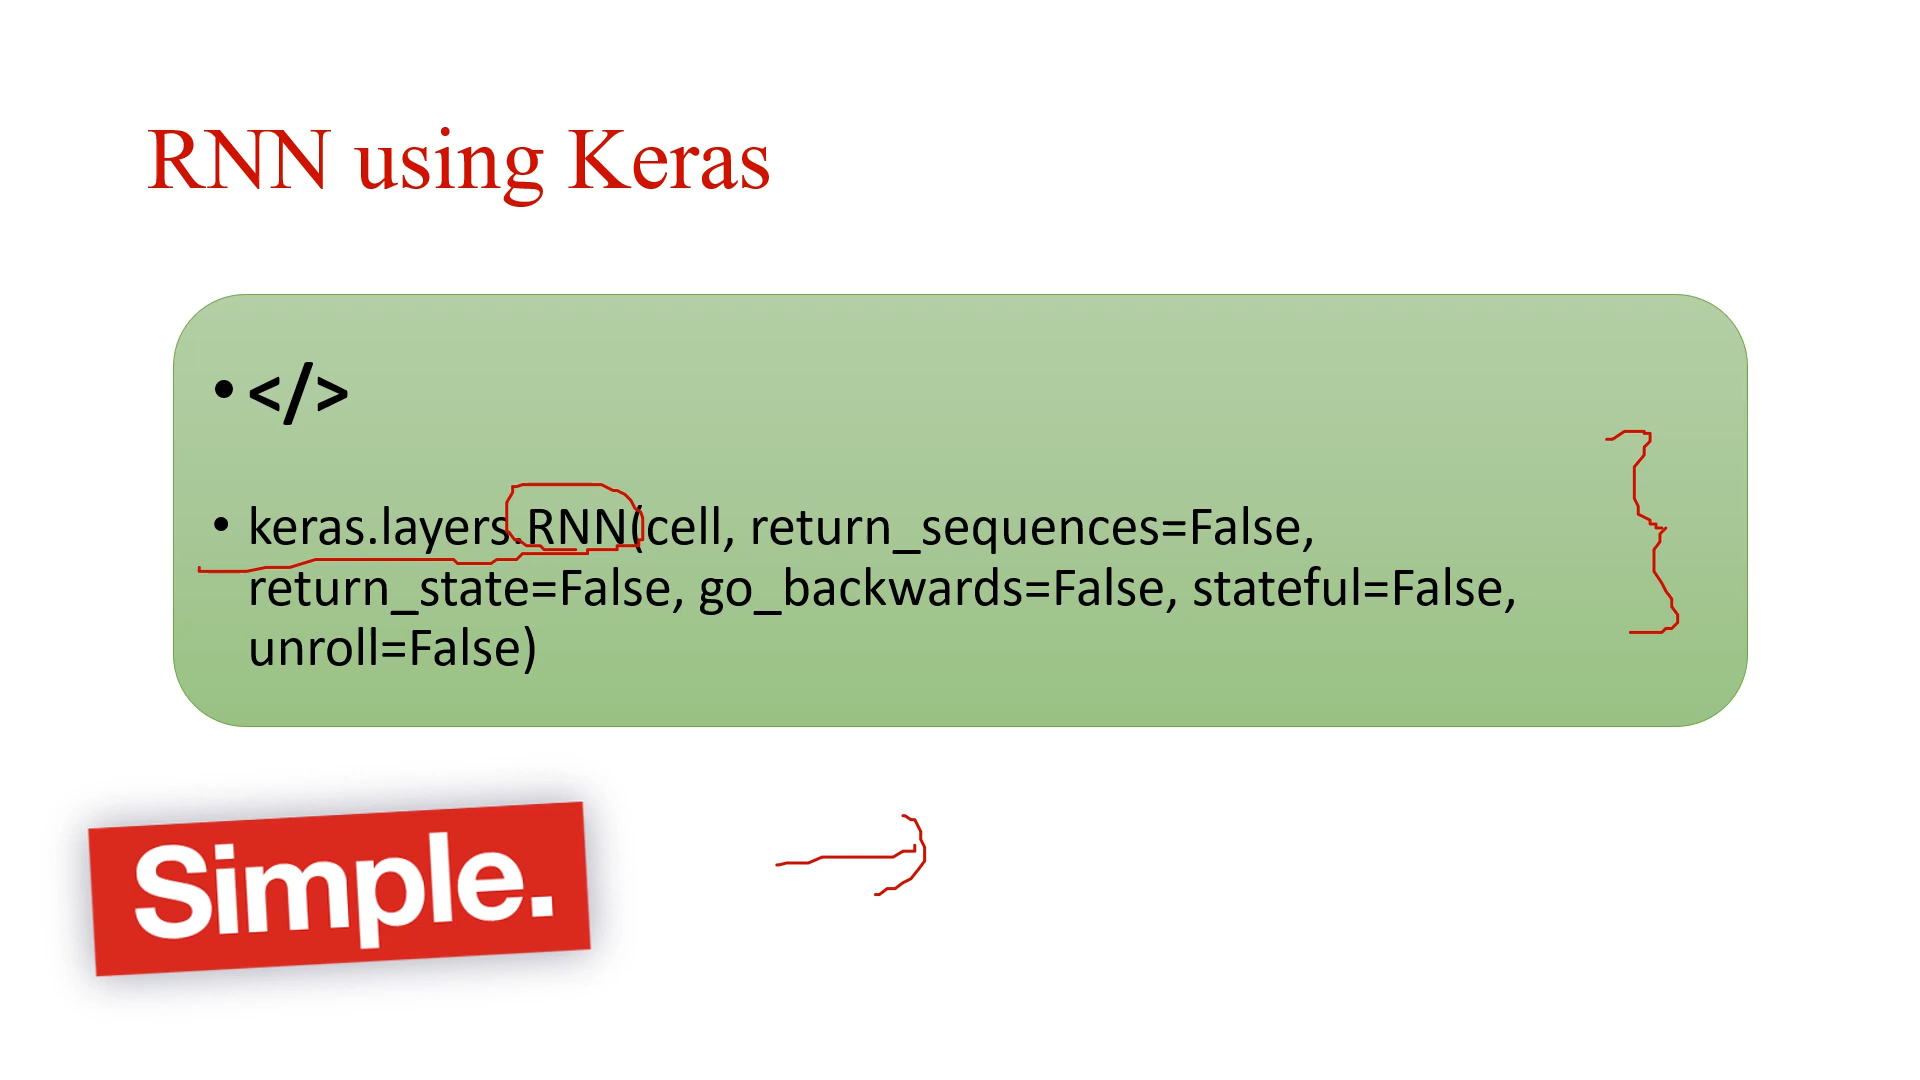 RNN using Keras
• </>
• keras.layers.RNN(cell, return_sequences=False,
return_state=False, go_backwards=False, stateful=False,
unroll=False)
Simple.